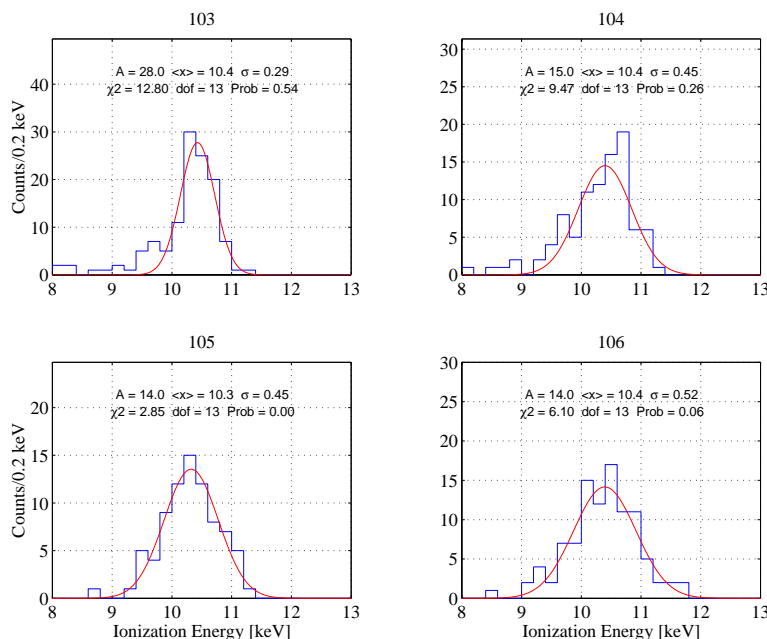 103
A = 28.0 <x> = 10.4 σ = 0.29
χ2 = 12.80 dof = 13 Prob = 0.54
Counts/0.2 keV
40
30
20
10
0
8 9 10 11 12 13
104
A = 15.0 <x> = 10.4 σ = 0.45
χ2 = 9.47 dof = 13 Prob = 0.26
30
25
20
15
10
5
0
8 9 10 11 12 13
105
A = 14.0 <x> = 10.3 σ = 0.45
χ2 = 2.85 dof = 13 Prob = 0.00
Counts/0.2 keV
20
15
10
5
0
8 9 10 11 12 13
Ionization Energy [keV]
106
A = 14.0 <x> = 10.4 σ = 0.52
χ2 = 6.10 dof = 13 Prob = 0.06
30
25
20
15
10
5
0
8 9 10 11 12 13
Ionization Energy [keV]